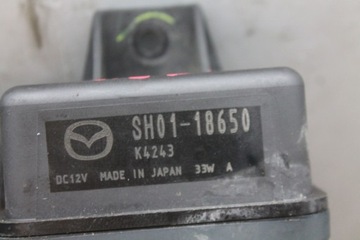 SH01-18650
K4243
DC12V MADE IN JAPAN 33W A